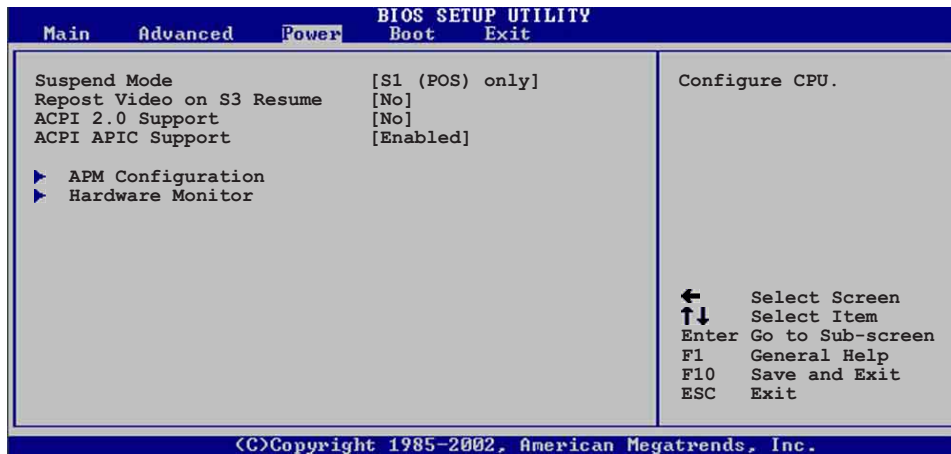 BIOS SETUP UTILITY
Main Advanced Power Boot Exit
Suspend Mode [S1 (POS) only]
Repost Video on S3 Resume [No]
ACPI 2.0 Support [No]
ACPI APIC Support [Enabled]
APM Configuration
Hardware Monitor
Configure CPU.
← Select Screen
↑↓ Select Item
Enter Go to Sub-screen
F1 General Help
F10 Save and Exit
ESC Exit
(C)Copyright 1985-2002, American Megatrends, Inc.